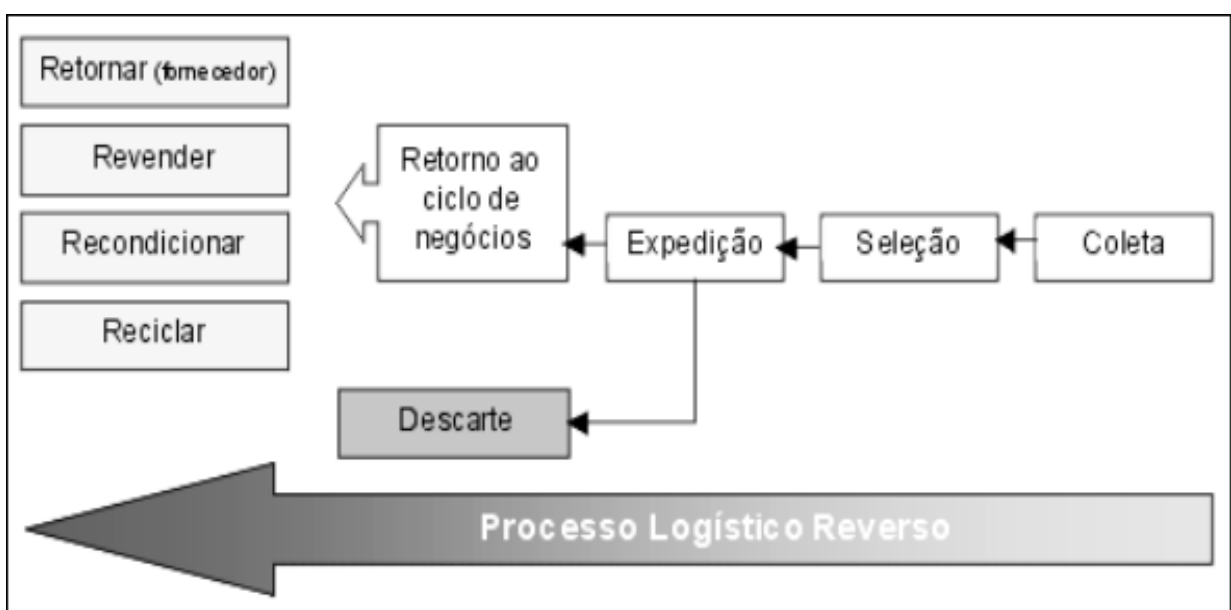 Retornar (fornecedor)
Revender
Recondicionar
Reciclar
Retorno ao
ciclo de
negócios
Expedição
Seleção
Coleta
Descarte
Processo Logístico Reverso